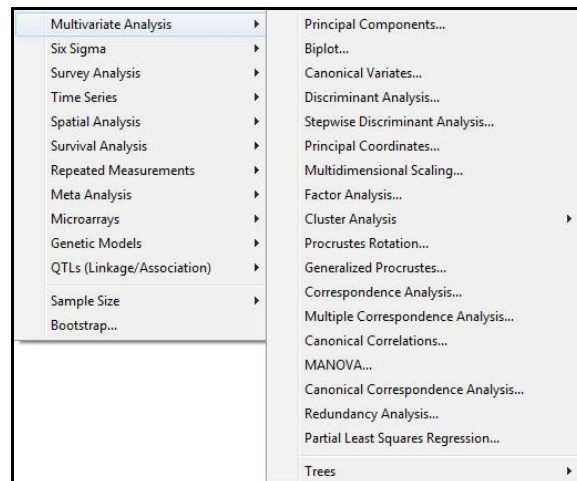 Multivariate Analysis
Six Sigma
Survey Analysis
Time Series
Spatial Analysis
Survival Analysis
Repeated Measurements
Meta Analysis
Microarrays
Genetic Models
QTLs (Linkage/Association)
Sample Size
Bootstrap...
Principal Components...
Biplot...
Canonical Variates...
Discriminant Analysis...
Stepwise Discriminant Analysis...
Principal Coordinates...
Multidimensional Scaling...
Factor Analysis...
Cluster Analysis
Procrustes Rotation...
Generalized Procrustes...
Correspondence Analysis...
Multiple Correspondence Analysis...
Canonical Correlations...
MANOVA...
Canonical Correspondence Analysis...
Redundancy Analysis...
Partial Least Squares Regression...
Trees